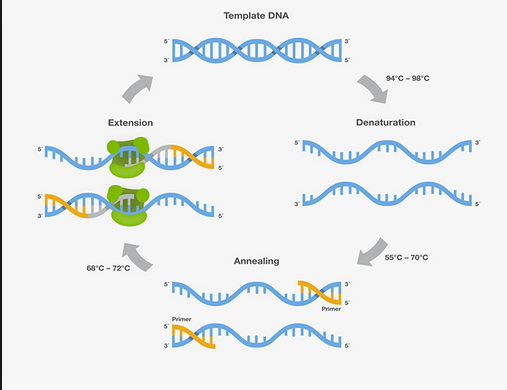 Template DNA
5´ 3´
3´ 5´
94°C – 98°C
Extension
Denaturation
5´ 3´
3´ 5´
5´ 3´
3´ 5´
5´ 3´
3´ 5´
68°C – 72°C
55°C – 70°C
Annealing
5´ 3´
5´
Primer
Primer
5´
3´ 5´